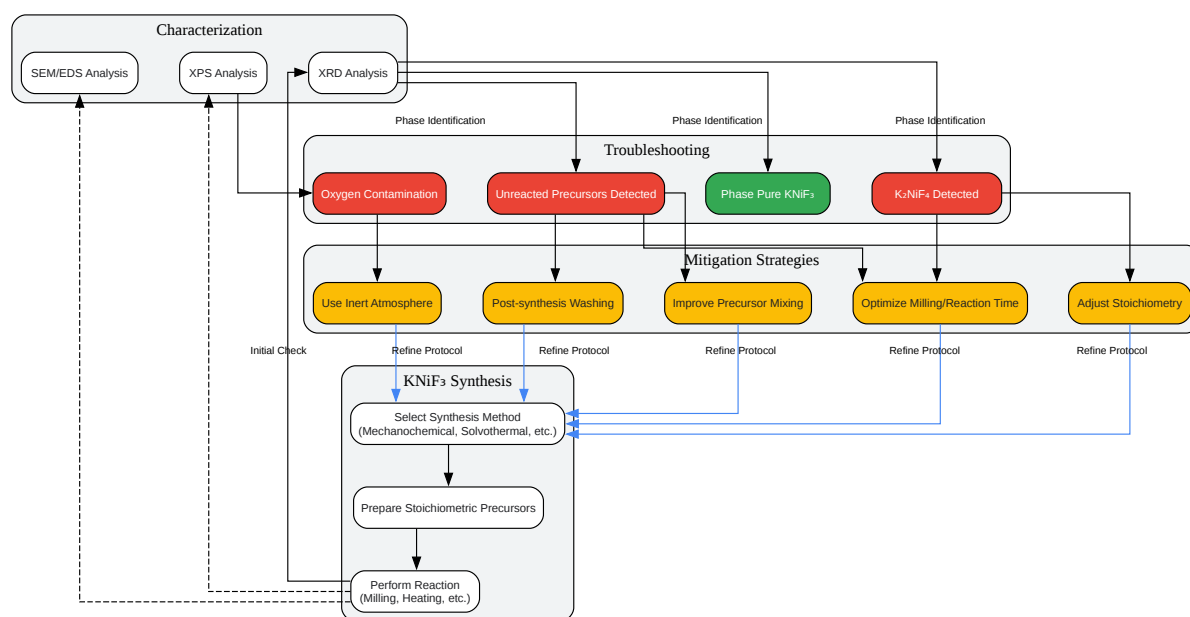 Characterization
SEM/EDS Analysis
XPS Analysis
XRD Analysis
Phase Identification
Phase Identification
Phase Identification
Troubleshooting
Oxygen Contamination
Unreacted Precursors Detected
Phase Pure KNiF₃
K₂NiF₄ Detected
Mitigation Strategies
Use Inert Atmosphere
Post-synthesis Washing
Improve Precursor Mixing
Optimize Milling/Reaction Time
Adjust Stoichiometry
Initial Check
Refine Protocol
Refine Protocol
Refine Protocol
Refine Protocol
Refine Protocol
KNiF₃ Synthesis
Select Synthesis Method
(Mechanochemical, Solvothermal, etc.)
Prepare Stoichiometric Precursors
Perform Reaction
(Milling, Heating, etc.)